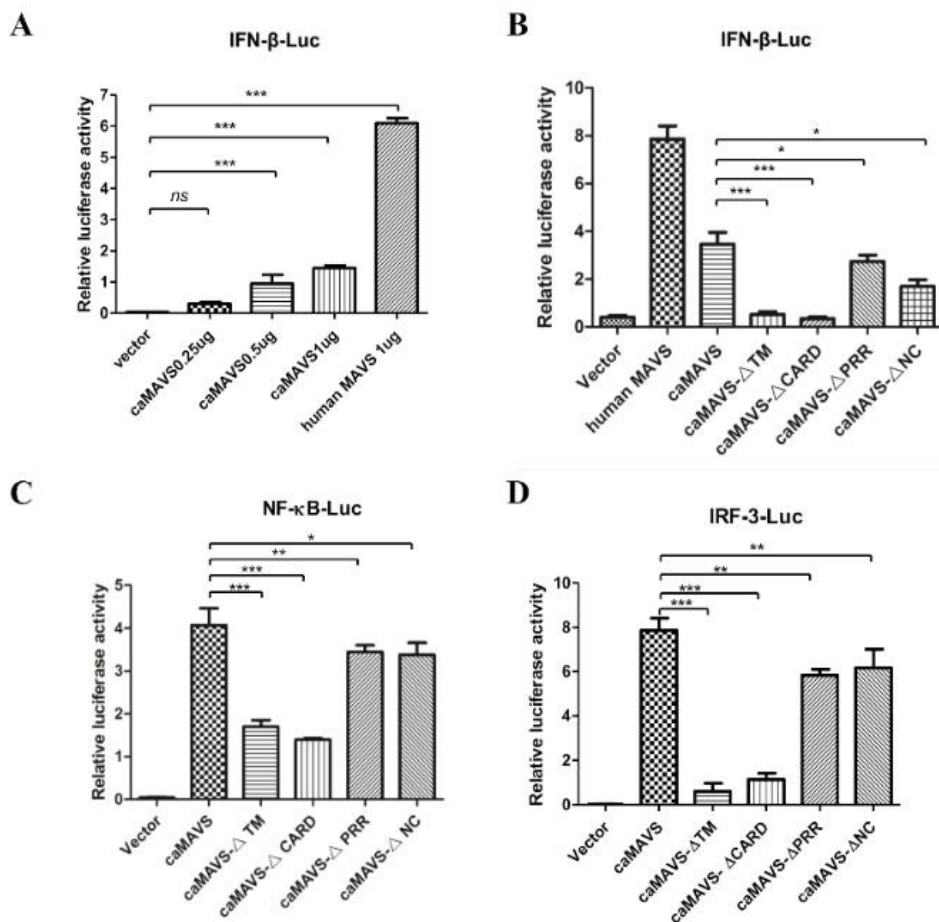 A
IFN-β-Luc
Relative luciferase activity
7
6
5
4
3
2
1
0
***
***
***
ns
vector
caMAVS0.25ug
caMAVS0.5ug
caMAVS1ug
human MAVS 1ug
B
IFN-β-Luc
Relative luciferase activity
10
8
6
4
2
0
*
*
***
***
Vector
human MAVS
caMAVS
caMAVS-△TM
caMAVS-△CARD
caMAVS-△PRR
caMAVS-△NC
C
NF-κB-Luc
Relative luciferase activity
5
4
3
2
1
0
*
**
***
***
Vector
caMAVS
caMAVS-△ TM
caMAVS-△ CARD
caMAVS-△ PRR
caMAVS-△ NC
D
IRF-3-Luc
Relative luciferase activity
10
8
6
4
2
0
**
**
***
***
Vector
caMAVS
caMAVS-ΔTM
caMAVS- ΔCARD
caMAVS-ΔPRR
caMAVS-ΔNC